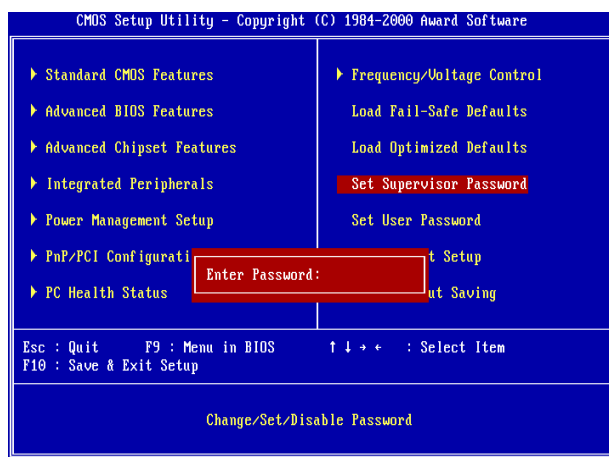 CMOS Setup Utility - Copyright (C) 1984-2000 Award Software
Standard CMOS Features
Advanced BIOS Features
Advanced Chipset Features
Integrated Peripherals
Power Management Setup
PnP/PCI Configurati
PC Health Status
Frequency/Voltage Control
Load Fail-Safe Defaults
Load Optimized Defaults
Set Supervisor Password
Set User Password
t Setup
ut Saving
Enter Password:
Esc : Quit F9 : Menu in BIOS ↑ ↓ → ← : Select Item
F10 : Save & Exit Setup
Change/Set/Disable Password